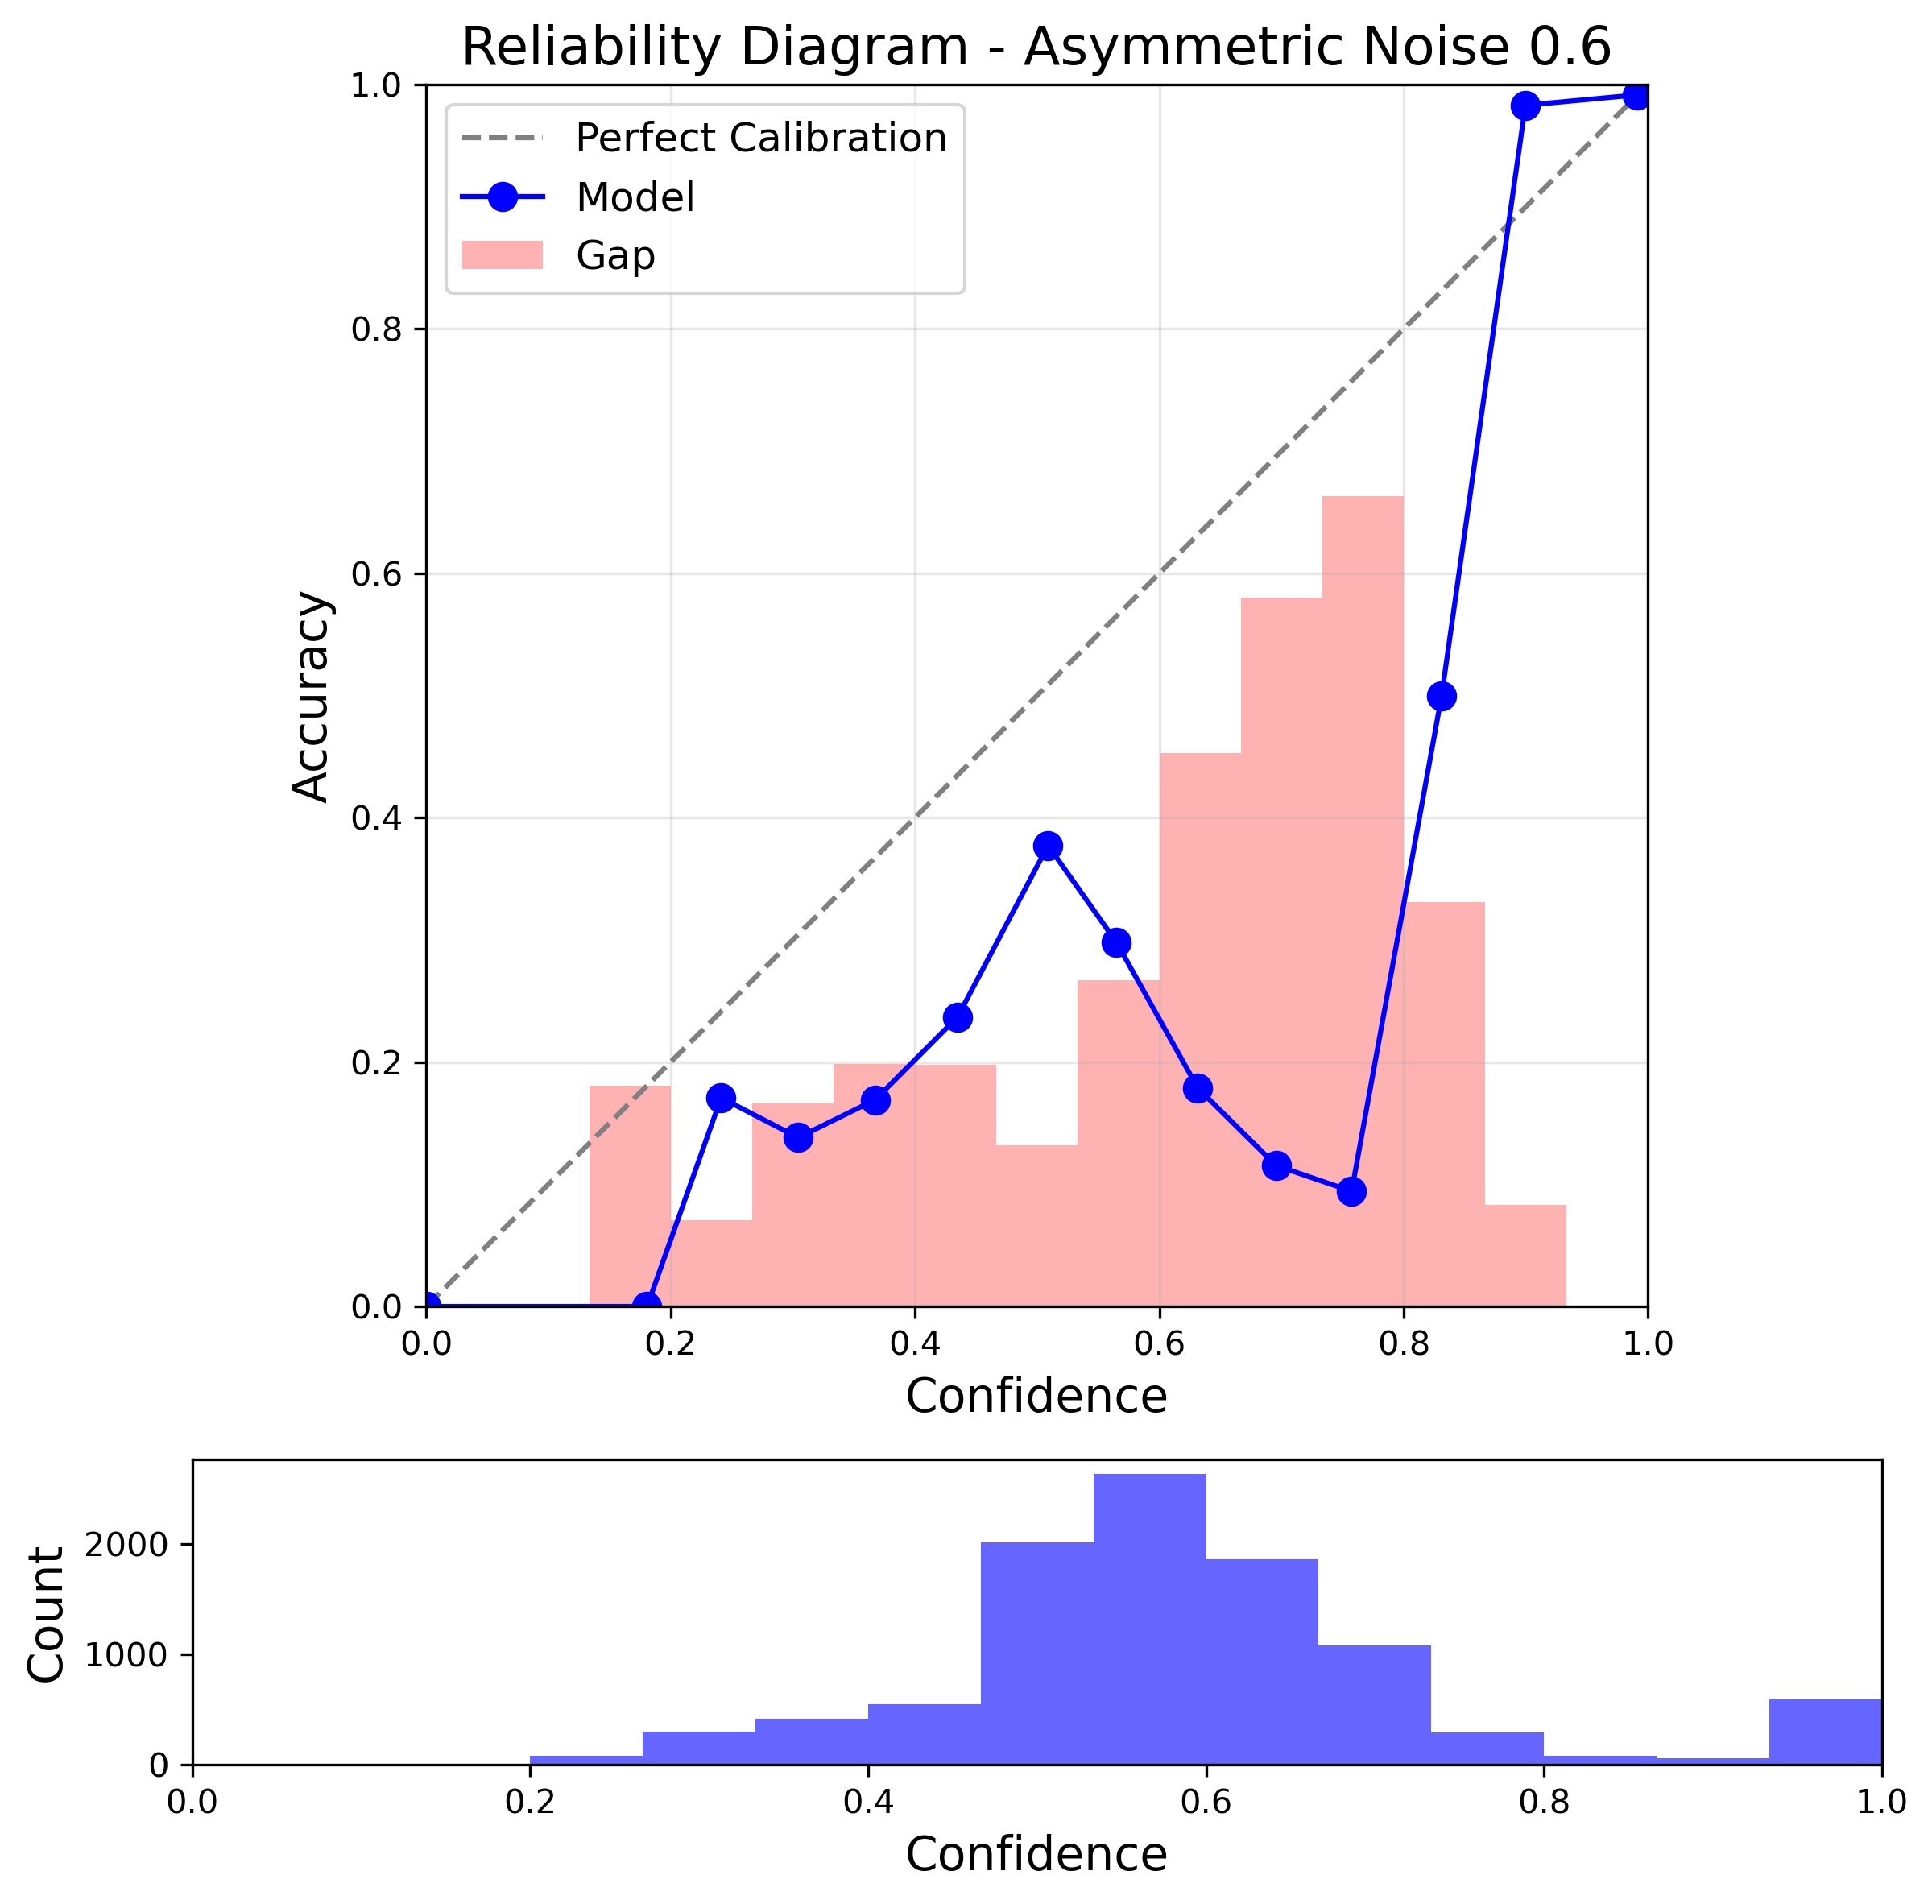 Reliability Diagram - Asymmetric Noise 0.6
1.0
0.8
0.6
0.4
0.2
0.0
Accuracy
Perfect Calibration
Model
Gap
0.0 0.2 0.4 0.6 0.8 1.0
Confidence
2000
1000
0
Count
0.0 0.2 0.4 0.6 0.8 1.0
Confidence